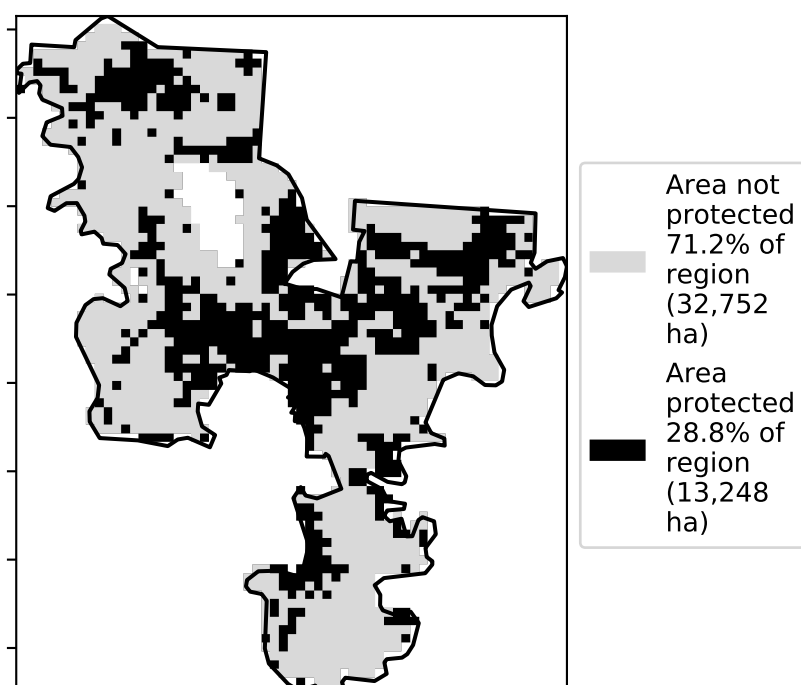 Area not
protected
71.2% of
region
(32,752
ha)
Area
protected
28.8% of
region
(13,248
ha)